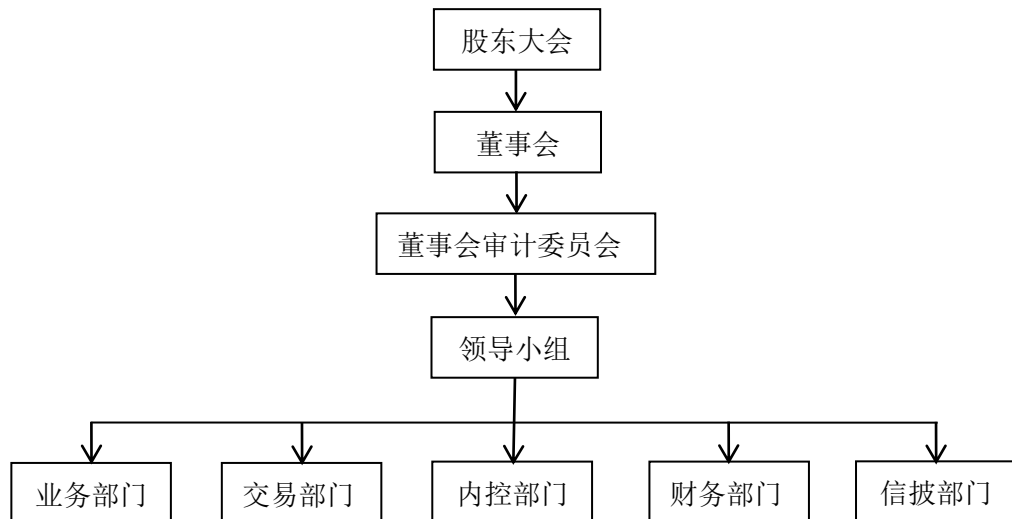 股东大会
董事会
董事会审计委员会
领导小组
业务部门
交易部门
内控部门
财务部门
信披部门